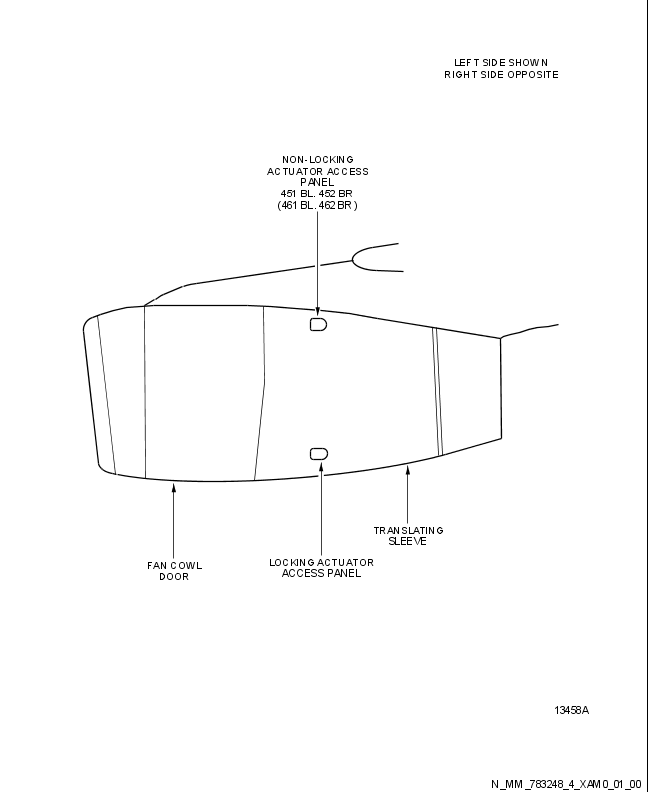 LEFT SIDE SHOWN
RIGHT SIDE OPPOSITE
NON-LOCKING
ACTUATOR ACCESS
PANEL
451 BL. 452 BR
(461 BL. 462 BR)
TRANSLATING
SLEEVE
FAN COWL
DOOR
LOCKING ACTUATOR
ACCESS PANEL
13458A
N_MM_783248_4_XAM0_01_00